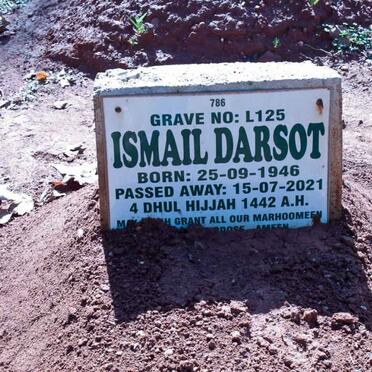 786
GRAVE NO: L125
ISMAIL DARSOT
BORN: 25-09-1946
PASSED AWAY: 15-07-2021
4 DHUL HIJJAH 1442 A.H.
GRANT ALL OUR MARHOOMEEN
AMEEN